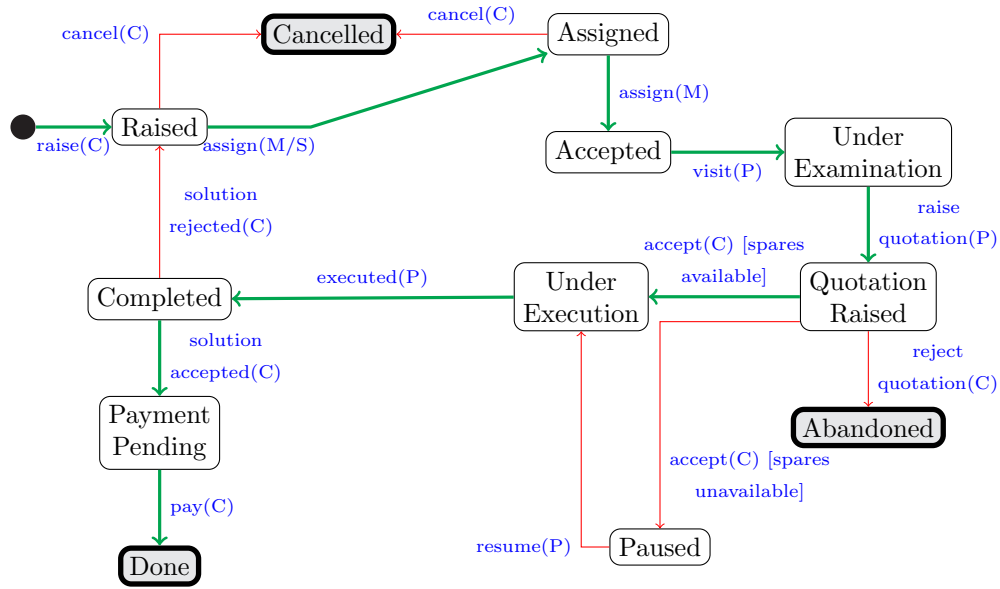 cancel(C)
Cancelled
cancel(C)
Assigned
assign(M)
raise(C)
Raised
assign(M/S)
Accepted
visit(P)
Under
Examination
solution
rejected(C)
raise
quotation(P)
accept(C) [spares
available]
executed(P)
Completed
Under
Execution
Quotation
Raised
solution
accepted(C)
reject
quotation(C)
Payment
Pending
Abandoned
accept(C) [spares
unavailable]
pay(C)
resume(P)
Paused
Done